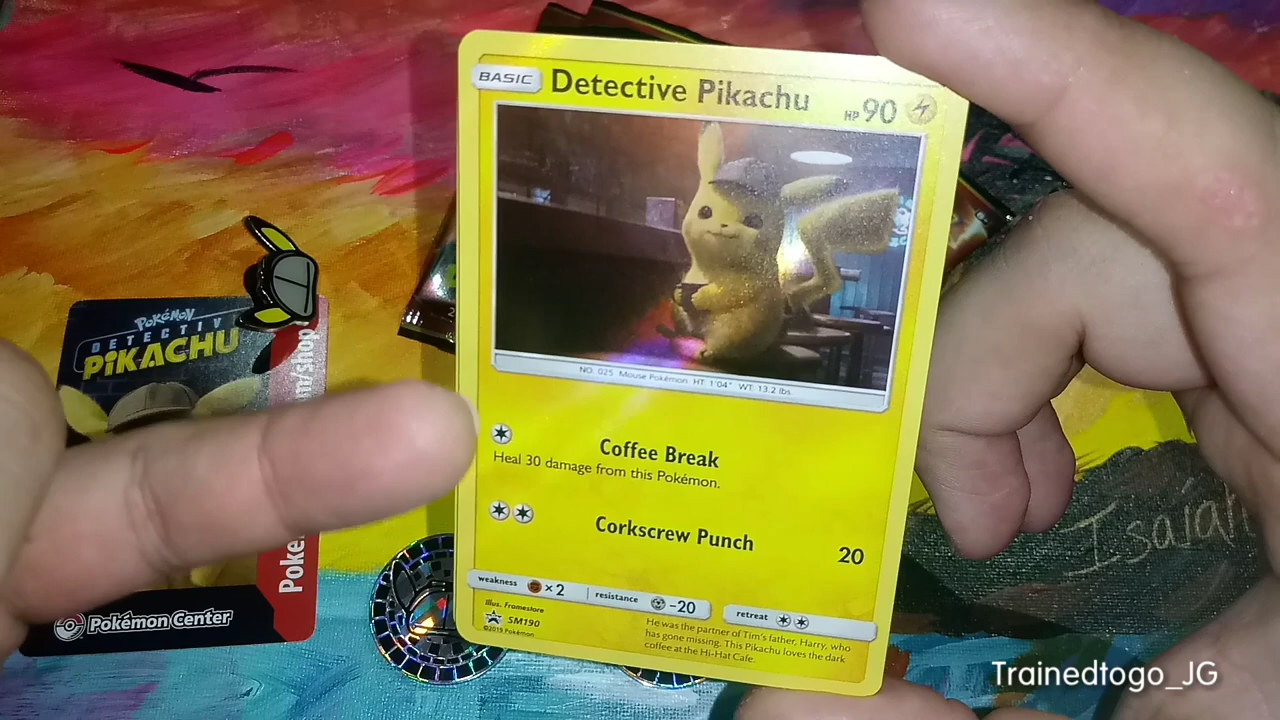 BASIC Detective Pikachu HP 90
NO. 025 Mouse Pokémon HT: 1'04" WT: 13.2 lbs.
Coffee Break
Heal 30 damage from this Pokémon.
Corkscrew Punch 20
weakness ×2 resistance -20 retreat
Illus. Framestore
SM190
©2019 Pokémon
He was the partner of Tim's father, Harry, who
has gone missing. This Pikachu loves the dark
coffee at the Hi-Hat Cafe.
POKÉMON
DETECTIV
PIKACHU
Poke
m/shop
Pokémon Center
Isaiah
Trainedtogo_JG